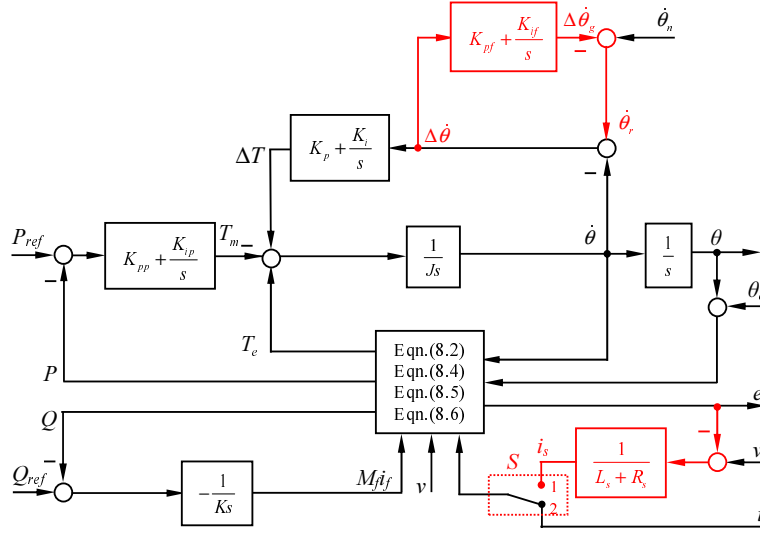 K_pf + K_if/s
Δθ̇_g
θ̇_n
−
θ̇_r
K_p + K_i/s
Δθ̇
ΔT
−
P_ref
K_pp + K_ip/s
T_m
−
1/Js
θ̇
1/s
θ
−
T_e
P
Eqn.(8.2)
Eqn.(8.4)
Eqn.(8.5)
Eqn.(8.6)
Q
e
−
−
Q_ref
−1/Ks
M_f i_f
v
S
i_s
1
2
1/(L_s + R_s)
v